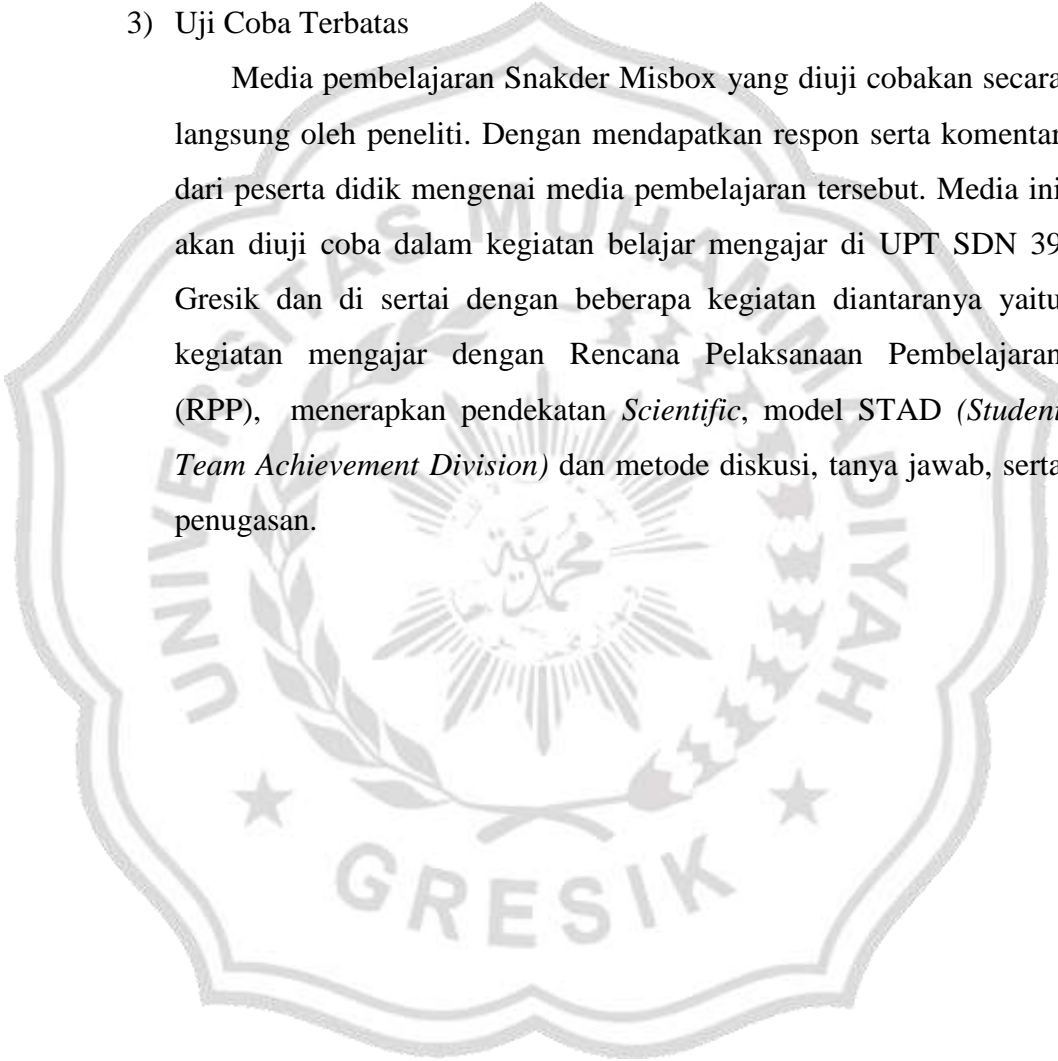 3) Uji Coba Terbatas
Media pembelajaran Snakder Misbox yang diuji cobakan secara
langsung oleh peneliti. Dengan mendapatkan respon serta komentar
dari peserta didik mengenai media pembelajaran tersebut. Media ini
akan diuji coba dalam kegiatan belajar mengajar di UPT SDN 39
Gresik dan di sertai dengan beberapa kegiatan diantaranya yaitu
kegiatan mengajar dengan Rencana Pelaksanaan Pembelajaran
(RPP), menerapkan pendekatan Scientific, model STAD (Student
Team Achievement Division) dan metode diskusi, tanya jawab, serta
penugasan.
UNIVERSITAS MUHAMMADIYAH
GRESIK